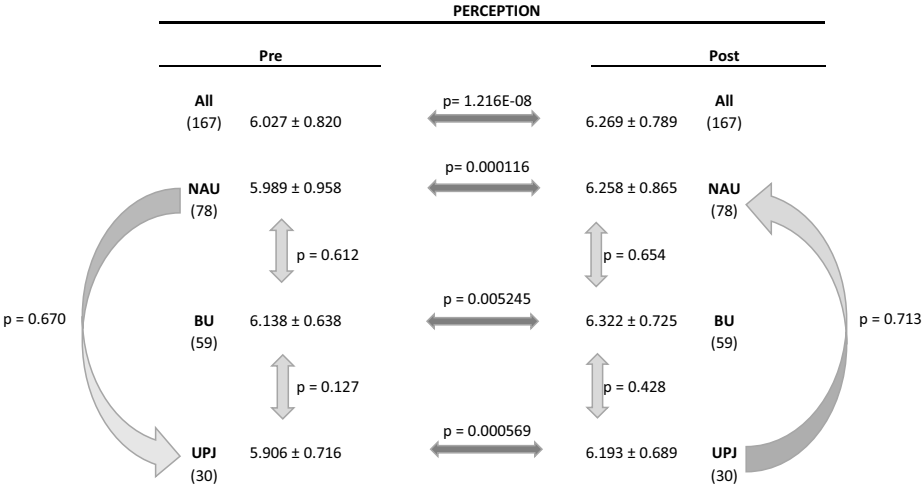 PERCEPTION
Pre Post
All p= 1.216E-08 All
(167) 6.027 ± 0.820 6.269 ± 0.789 (167)
p= 0.000116
NAU 5.989 ± 0.958 6.258 ± 0.865 NAU
(78) (78)
p = 0.612 p = 0.654
p = 0.670 p = 0.713
p = 0.005245
BU 6.138 ± 0.638 6.322 ± 0.725 BU
(59) (59)
p = 0.127 p = 0.428
p = 0.000569
UPJ 5.906 ± 0.716 6.193 ± 0.689 UPJ
(30) (30)